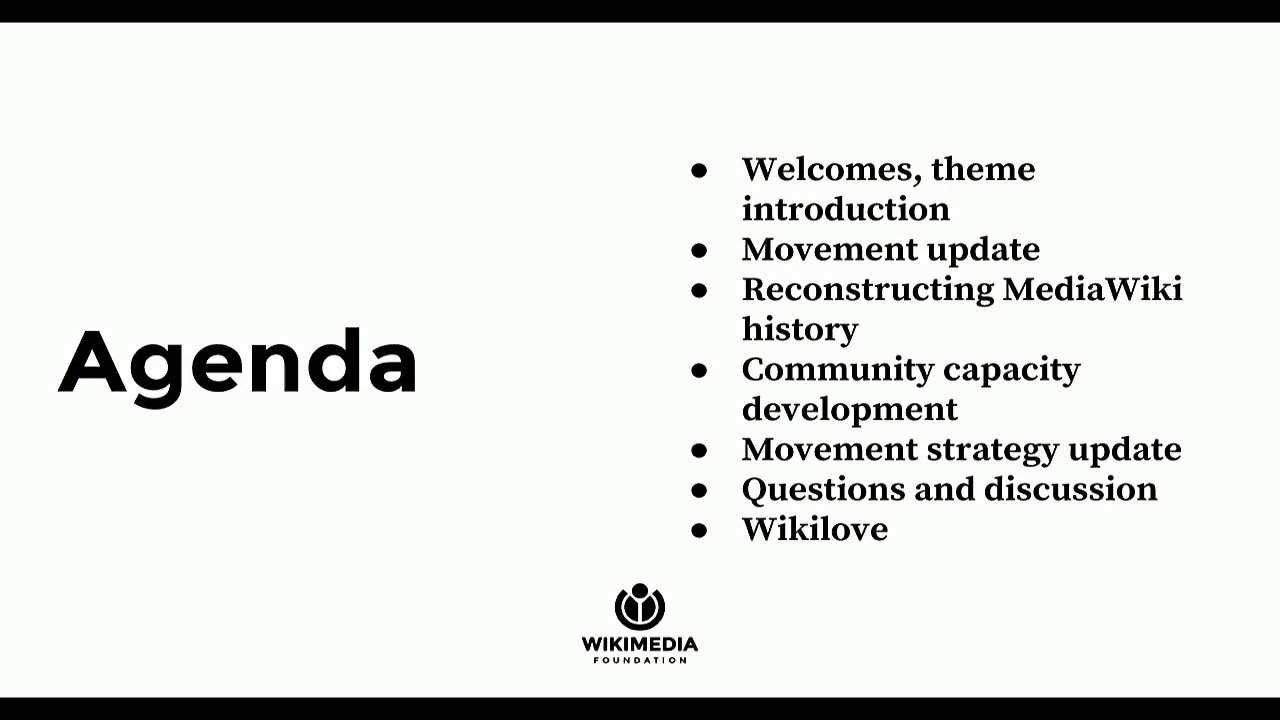 Agenda
● Welcomes, theme
introduction
● Movement update
● Reconstructing MediaWiki
history
● Community capacity
development
● Movement strategy update
● Questions and discussion
● Wikilove
WIKIMEDIA
FOUNDATION